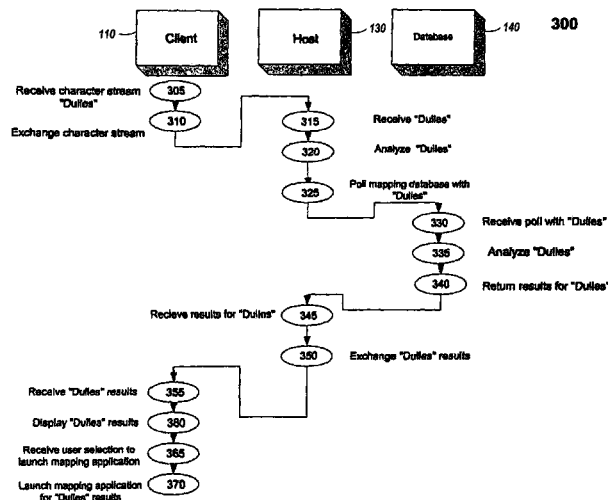 110
Client
Host
130
Database
140
300
Receive character stream
"Dulles"
305
Exchange character stream
310
315
Receive "Dulles"
320
Analyze "Dulles"
325
Poll mapping database with
"Dulles"
330
Receive poll with "Dulles"
335
Analyze "Dulles"
340
Return results for "Dulles"
Recieve results for "Dulles"
345
350
Exchange "Dulles" results
Receive "Dulles" results
355
Display "Dulles" results
360
Receive user selection to
launch mapping application
365
Launch mapping application
for "Dulles" results
370